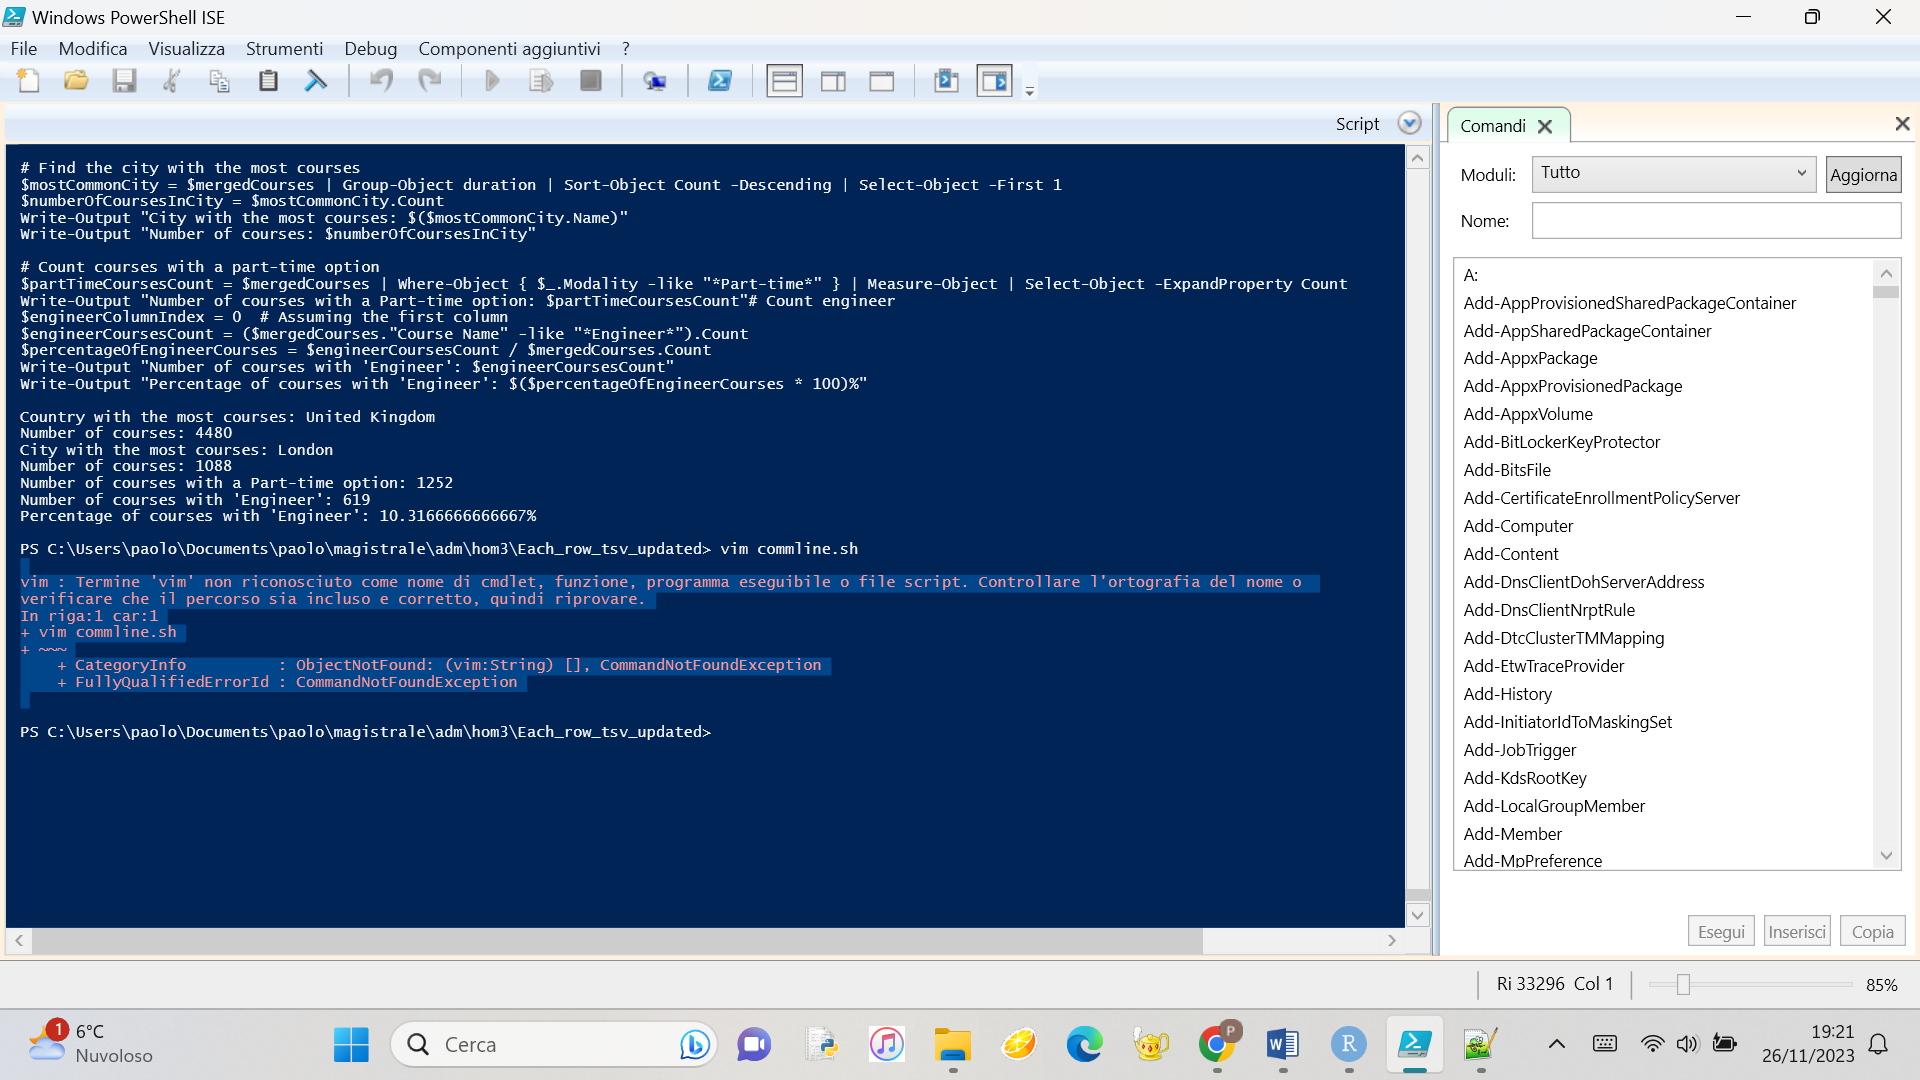 Windows PowerShell ISE
File Modifica Visualizza Strumenti Debug Componenti aggiuntivi ?
Script
# Find the city with the most courses
$mostCommonCity = $mergedCourses | Group-Object duration | Sort-Object Count -Descending | Select-Object -First 1
$numberOfCoursesInCity = $mostCommonCity.Count
Write-Output "City with the most courses: $($mostCommonCity.Name)"
Write-Output "Number of courses: $numberOfCoursesInCity"
# Count courses with a part-time option
$partTimeCoursesCount = $mergedCourses | Where-Object { $_.Modality -like "*Part-time*" } | Measure-Object | Select-Object -ExpandProperty Count
Write-Output "Number of courses with a Part-time option: $partTimeCoursesCount"# Count engineer
$engineerColumnIndex = 0  # Assuming the first column
$engineerCoursesCount = ($mergedCourses."Course Name" -like "*Engineer*").Count
$percentageOfEngineerCourses = $engineerCoursesCount / $mergedCourses.Count
Write-Output "Number of courses with 'Engineer': $engineerCoursesCount"
Write-Output "Percentage of courses with 'Engineer': $($percentageOfEngineerCourses * 100)%"
Country with the most courses: United Kingdom
Number of courses: 4480
City with the most courses: London
Number of courses: 1088
Number of courses with a Part-time option: 1252
Number of courses with 'Engineer': 619
Percentage of courses with 'Engineer': 10.3166666666667%
PS C:\Users\paolo\Documents\paolo\magistrale\adm\hom3\Each_row_tsv_updated> vim commline.sh
vim : Termine 'vim' non riconosciuto come nome di cmdlet, funzione, programma eseguibile o file script. Controllare l'ortografia del nome o
verificare che il percorso sia incluso e corretto, quindi riprovare.
In riga:1 car:1
+ vim commline.sh
+ ~~~
    + CategoryInfo          : ObjectNotFound: (vim:String) [], CommandNotFoundException
    + FullyQualifiedErrorId : CommandNotFoundException
PS C:\Users\paolo\Documents\paolo\magistrale\adm\hom3\Each_row_tsv_updated>
Comandi
Moduli: Tutto Aggiorna
Nome:
A:
Add-AppProvisionedSharedPackageContainer
Add-AppSharedPackageContainer
Add-AppxPackage
Add-AppxProvisionedPackage
Add-AppxVolume
Add-BitLockerKeyProtector
Add-BitsFile
Add-CertificateEnrollmentPolicyServer
Add-Computer
Add-Content
Add-DnsClientDohServerAddress
Add-DnsClientNrptRule
Add-DtcClusterTMMapping
Add-EtwTraceProvider
Add-History
Add-InitiatorIdToMaskingSet
Add-JobTrigger
Add-KdsRootKey
Add-LocalGroupMember
Add-Member
Add-MpPreference
Esegui Inserisci Copia
Ri 33296 Col 1
85%
1
6°C
Nuvoloso
Cerca
P
R
19:21
26/11/2023